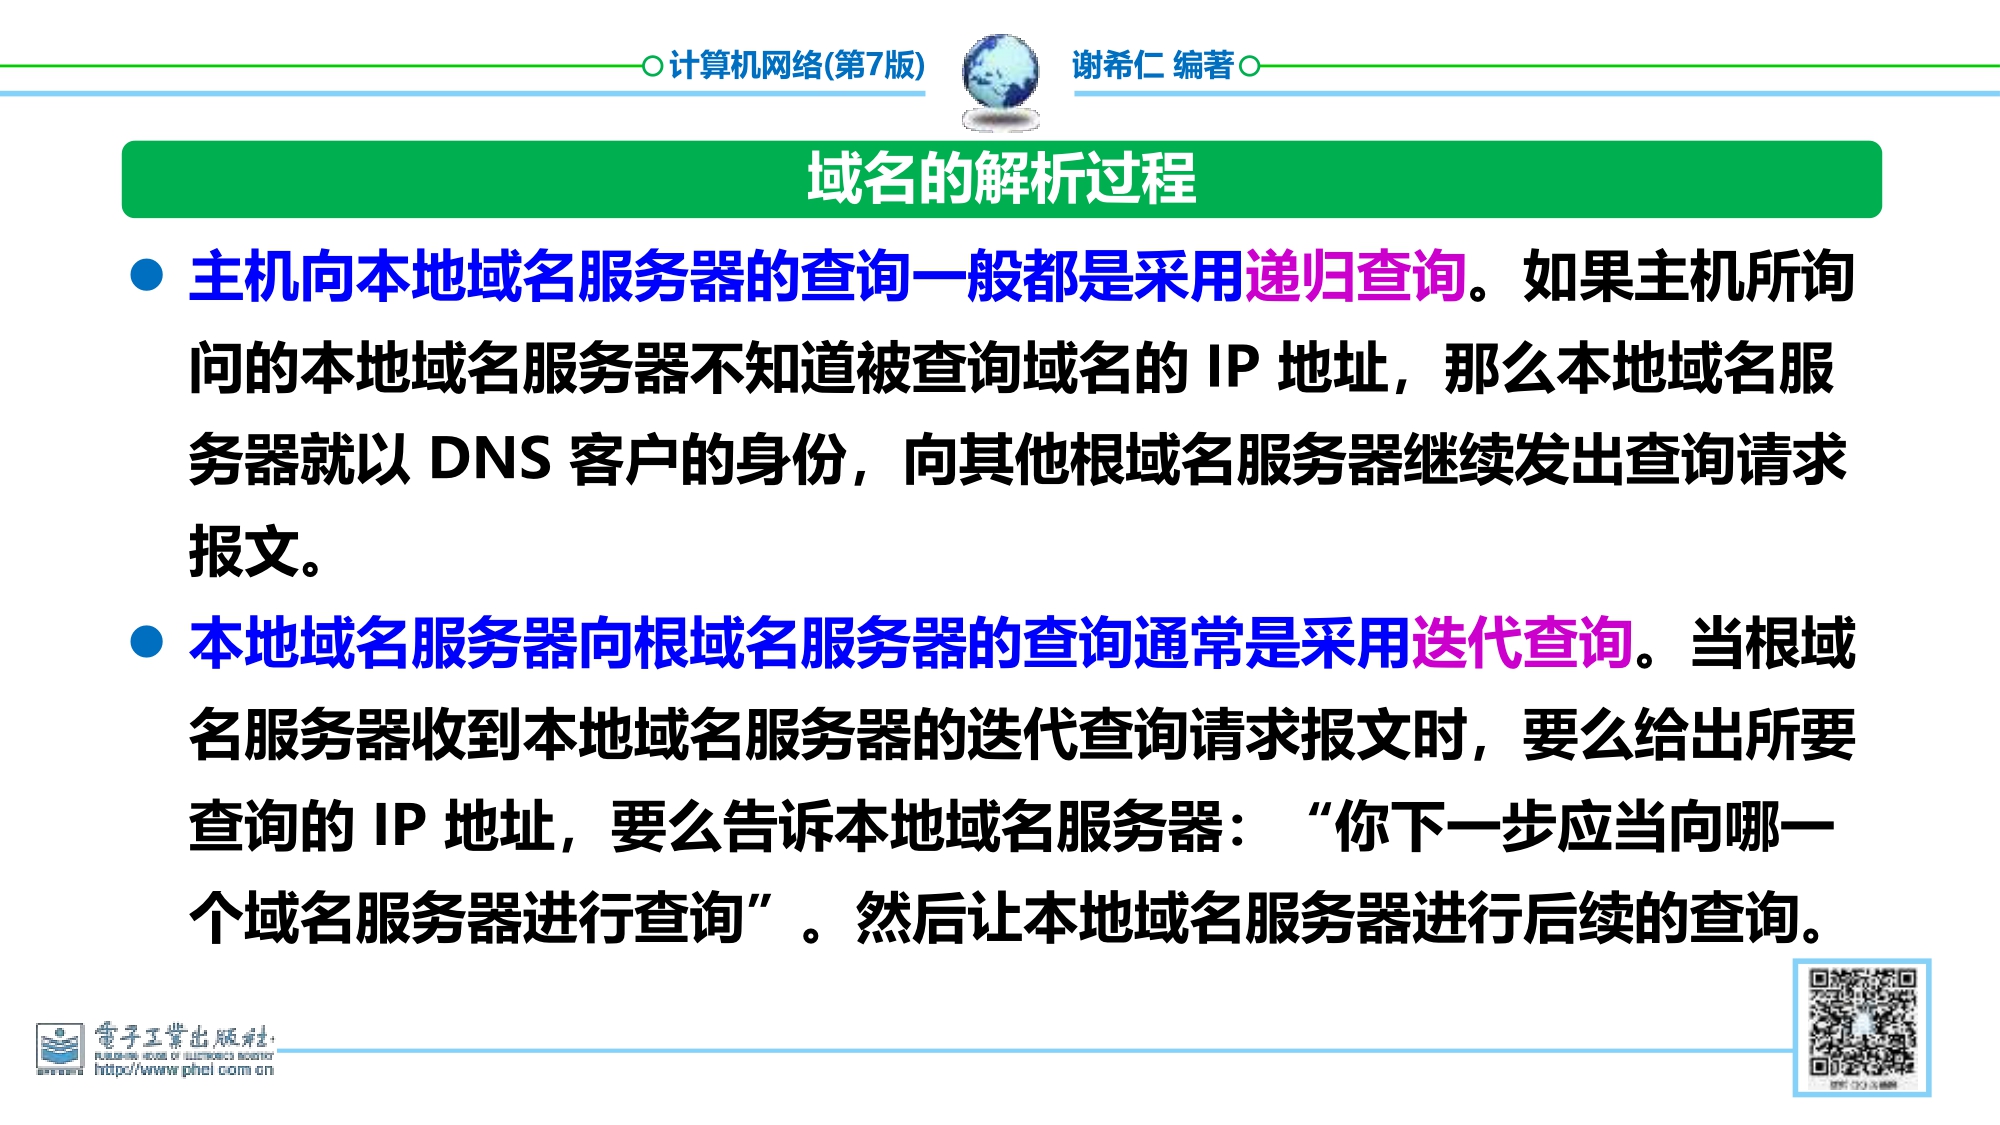 计算机网络(第7版)
谢希仁 编著
域名的解析过程
● 主机向本地域名服务器的查询一般都是采用递归查询。如果主机所询
问的本地域名服务器不知道被查询域名的 IP 地址，那么本地域名服
务器就以 DNS 客户的身份，向其他根域名服务器继续发出查询请求
报文。
● 本地域名服务器向根域名服务器的查询通常是采用迭代查询。当根域
名服务器收到本地域名服务器的迭代查询请求报文时，要么给出所要
查询的 IP 地址，要么告诉本地域名服务器：“你下一步应当向哪一
个域名服务器进行查询”。然后让本地域名服务器进行后续的查询。
電子工業出版社
PUBLISHING HOUSE OF ELECTRONICS INDUSTRY
http://www.phei.com.cn